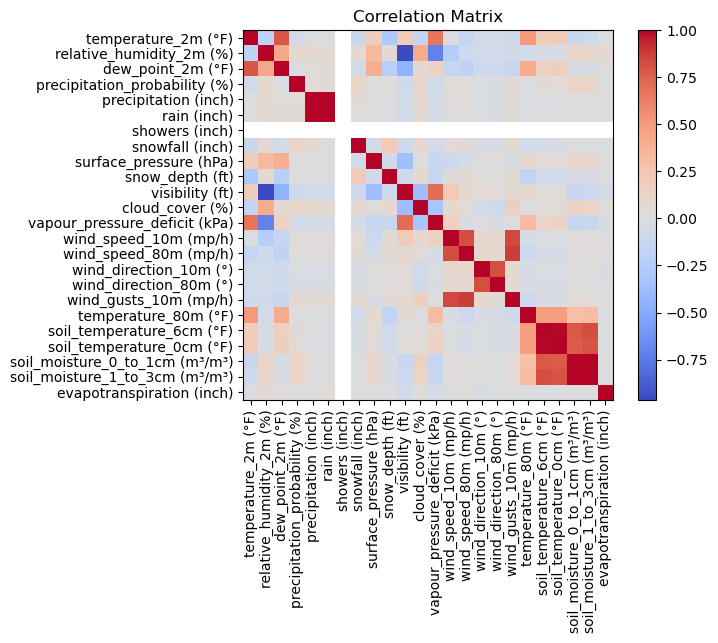 Correlation Matrix
temperature_2m (°F)
relative_humidity_2m (%)
dew_point_2m (°F)
precipitation_probability (%)
precipitation (inch)
rain (inch)
showers (inch)
snowfall (inch)
surface_pressure (hPa)
snow_depth (ft)
visibility (ft)
cloud_cover (%)
vapour_pressure_deficit (kPa)
wind_speed_10m (mp/h)
wind_speed_80m (mp/h)
wind_direction_10m (°)
wind_direction_80m (°)
wind_gusts_10m (mp/h)
temperature_80m (°F)
soil_temperature_6cm (°F)
soil_temperature_0cm (°F)
soil_moisture_0_to_1cm (m³/m³)
soil_moisture_1_to_3cm (m³/m³)
evapotranspiration (inch)
temperature_2m (°F)
relative_humidity_2m (%)
dew_point_2m (°F)
precipitation_probability (%)
precipitation (inch)
rain (inch)
showers (inch)
snowfall (inch)
surface_pressure (hPa)
snow_depth (ft)
visibility (ft)
cloud_cover (%)
vapour_pressure_deficit (kPa)
wind_speed_10m (mp/h)
wind_speed_80m (mp/h)
wind_direction_10m (°)
wind_direction_80m (°)
wind_gusts_10m (mp/h)
temperature_80m (°F)
soil_temperature_6cm (°F)
soil_temperature_0cm (°F)
soil_moisture_0_to_1cm (m³/m³)
soil_moisture_1_to_3cm (m³/m³)
evapotranspiration (inch)
1.00
0.75
0.50
0.25
0.00
−0.25
−0.50
−0.75